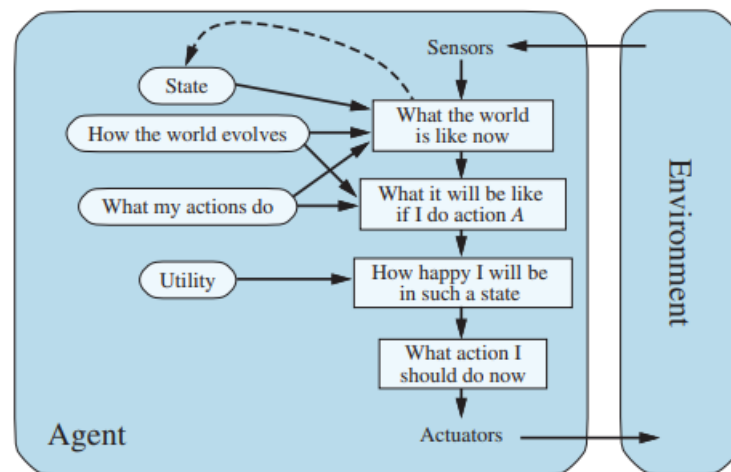 Sensors
State
What the world
is like now
How the world evolves
What it will be like
if I do action A
What my actions do
How happy I will be
in such a state
Utility
What action I
should do now
Agent
Actuators
Environment